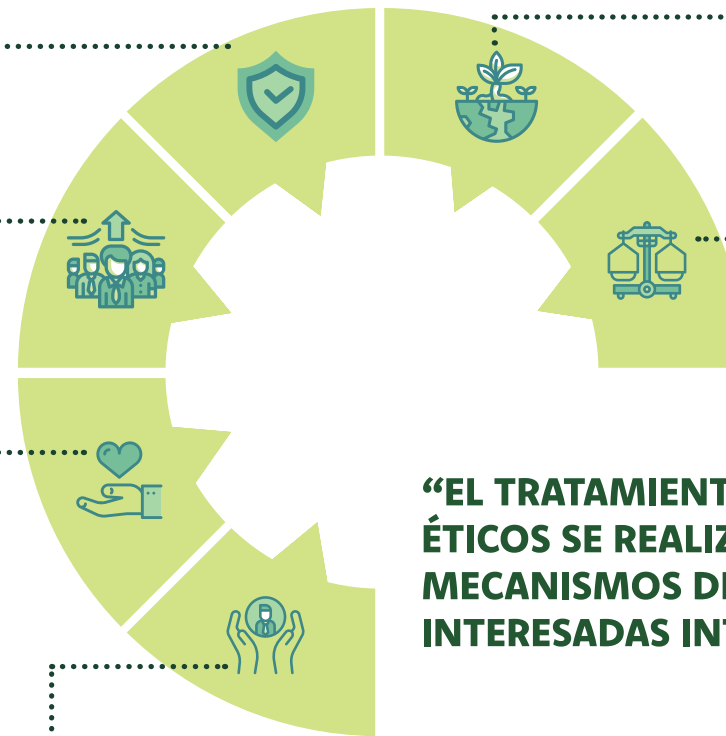 “EL TRATAMIENT
ÉTICOS SE REALIZ
MECANISMOS DE
INTERESADAS INT